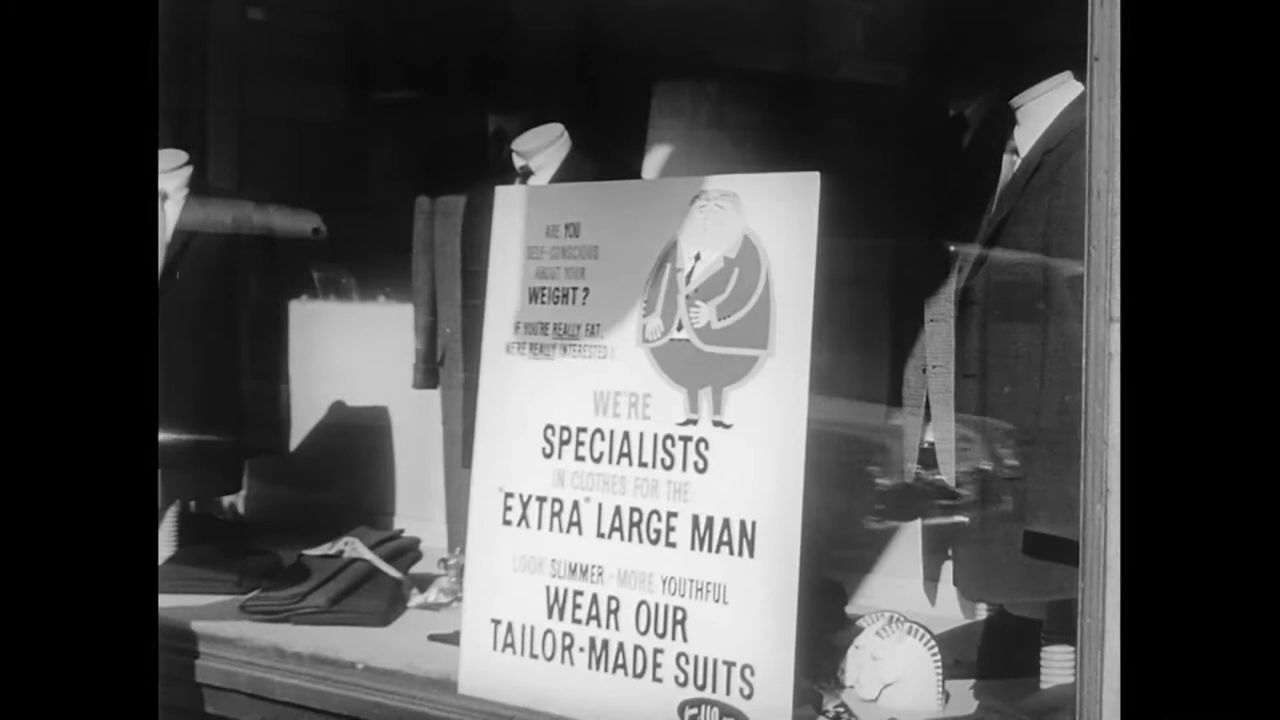 ARE YOU
SELF-CONSCIOUS
ABOUT YOUR
WEIGHT?
IF YOU'RE REALLY FAT,
WE'RE REALLY INTERESTED!
WE'RE
SPECIALISTS
IN CLOTHES FOR THE
"EXTRA" LARGE MAN
LOOK SLIMMER - MORE YOUTHFUL
WEAR OUR
TAILOR-MADE SUITS